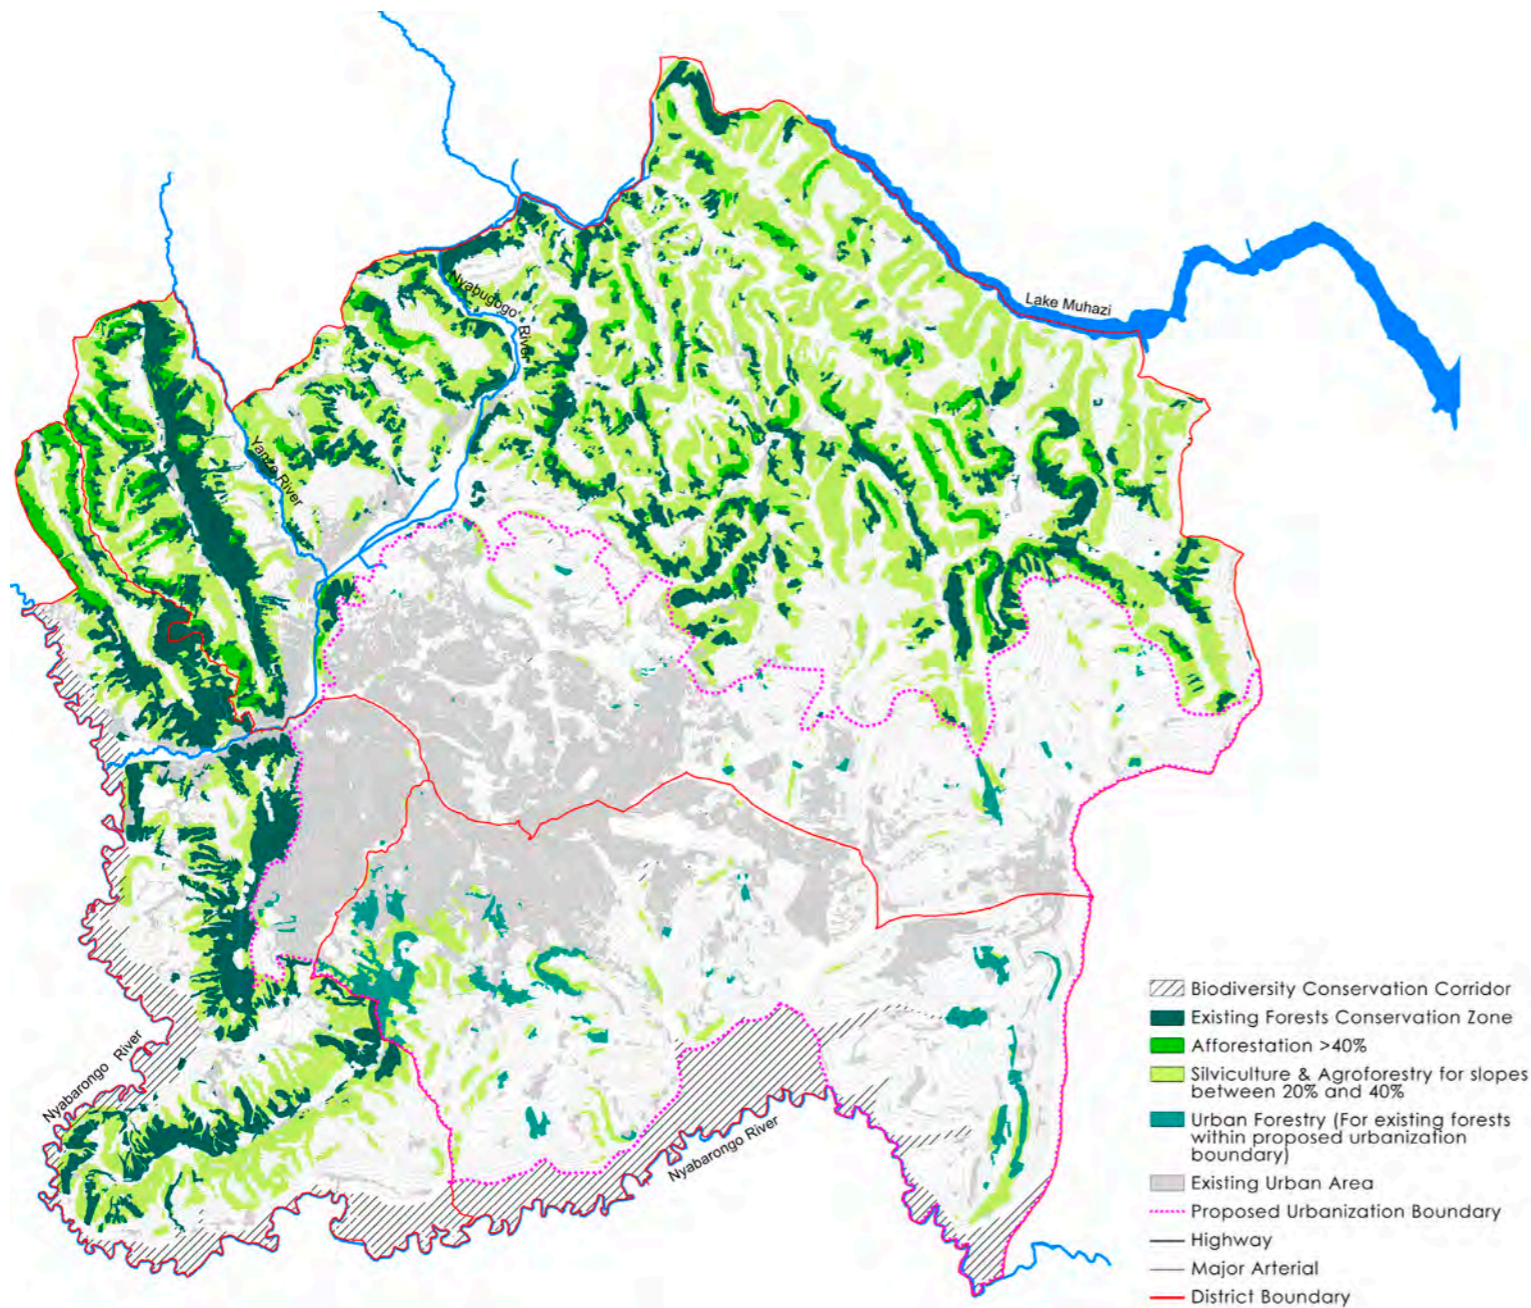 Nyabugogo River
Lake Muhazi
Yanze River
Nyabarongo River
Nyabarongo River
Biodiversity Conservation Corridor
Existing Forests Conservation Zone
Afforestation >40%
Silviculture & Agroforestry for slopes
between 20% and 40%
Urban Forestry (For existing forests
within proposed urbanization
boundary)
Existing Urban Area
Proposed Urbanization Boundary
Highway
Major Arterial
District Boundary